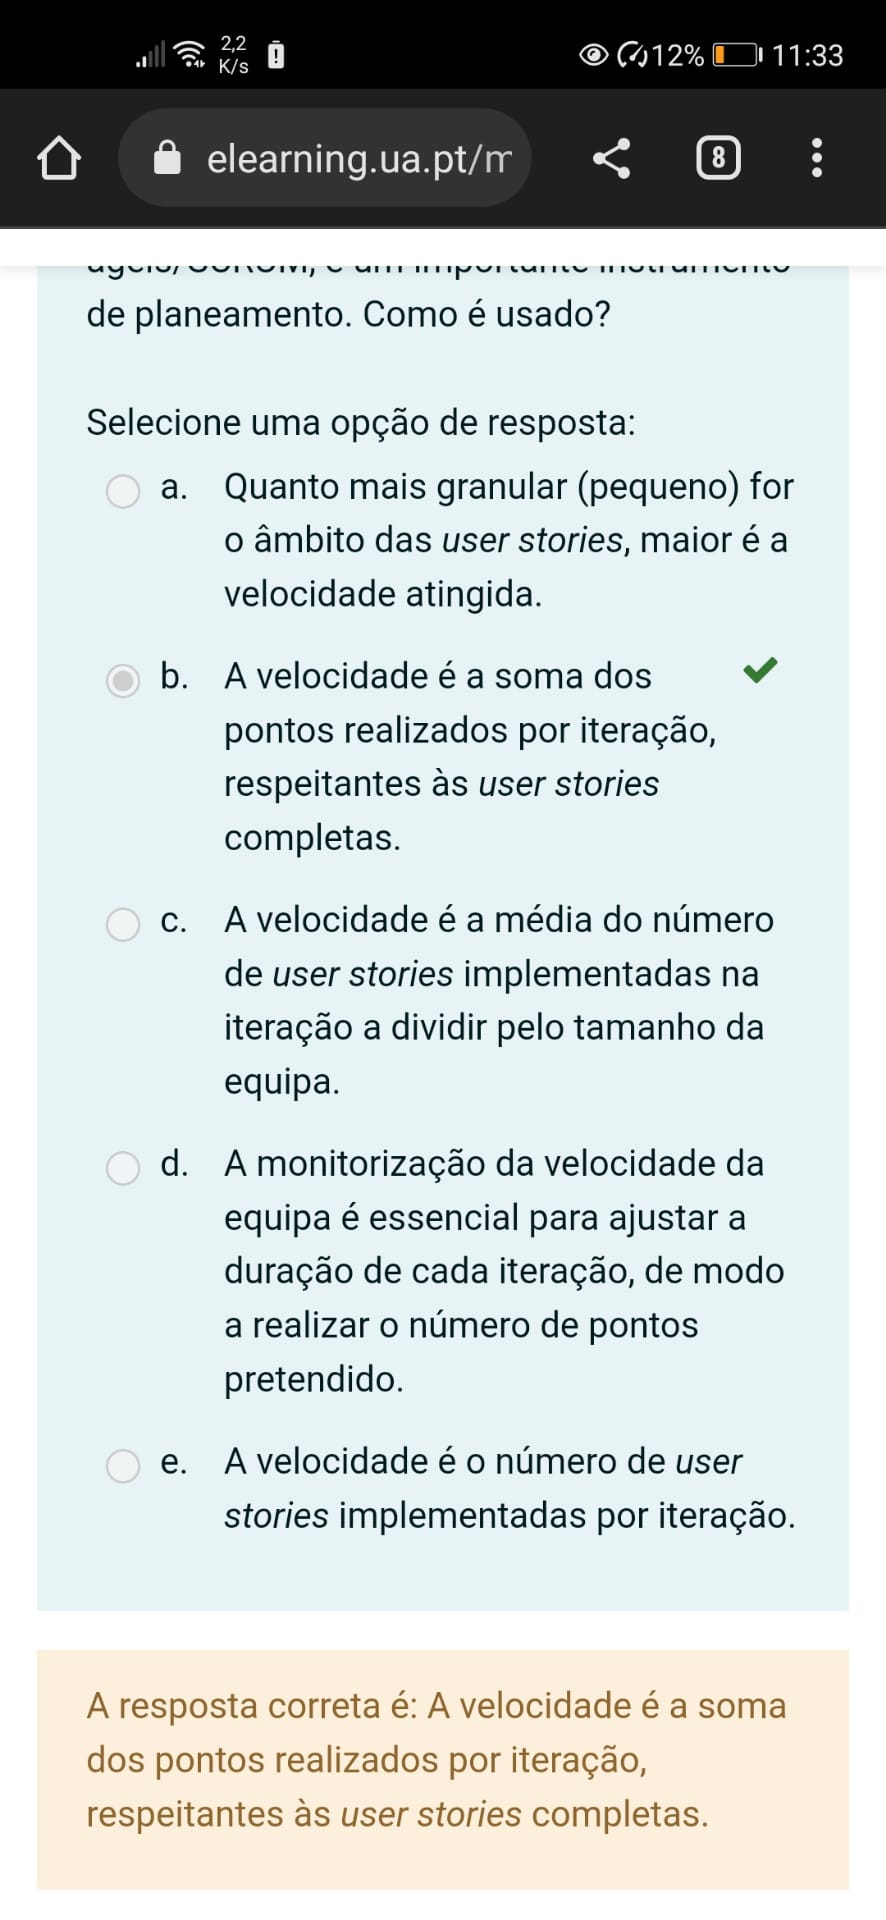 2,2
K/s
12% 11:33
elearning.ua.pt/m
8
ageis/SCRUM, é um importante instrumento
de planeamento. Como é usado?
Selecione uma opção de resposta:
a. Quanto mais granular (pequeno) for
o âmbito das user stories, maior é a
velocidade atingida.
b. A velocidade é a soma dos
pontos realizados por iteração,
respeitantes às user stories
completas.
c. A velocidade é a média do número
de user stories implementadas na
iteração a dividir pelo tamanho da
equipa.
d. A monitorização da velocidade da
equipa é essencial para ajustar a
duração de cada iteração, de modo
a realizar o número de pontos
pretendido.
e. A velocidade é o número de user
stories implementadas por iteração.
A resposta correta é: A velocidade é a soma
dos pontos realizados por iteração,
respeitantes às user stories completas.